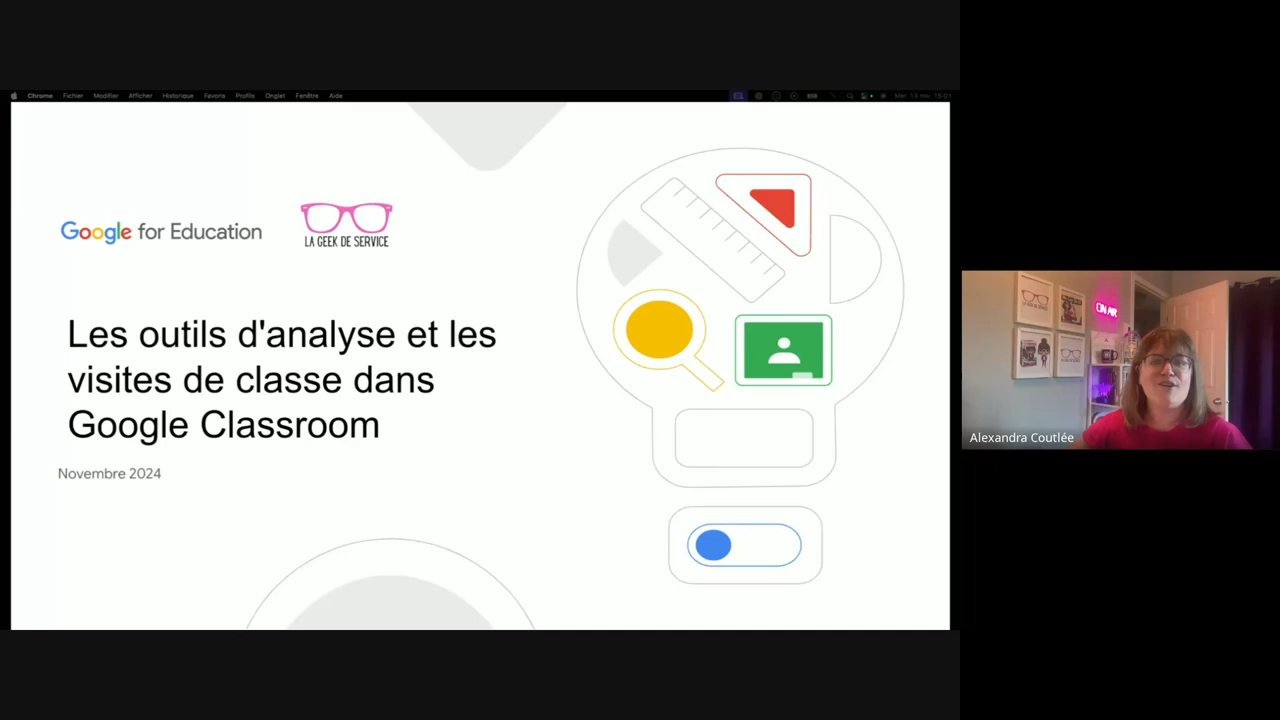 Chrome Fichier Modifier Afficher Historique Favoris Profils Onglet Fenêtre Aide
Google for Education
LA GEEK DE SERVICE
Les outils d'analyse et les
visites de classe dans
Google Classroom
Novembre 2024
ON AIR
Alexandra Coutlée